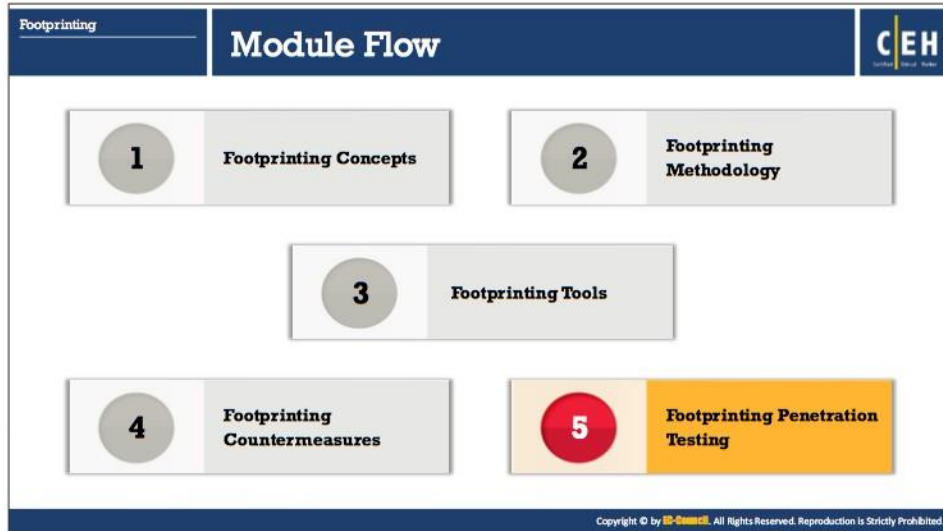 Footprinting
Module Flow
C|EH
1
Footprinting Concepts
2
Footprinting
Methodology
3
Footprinting Tools
4
Footprinting
Countermeasures
5
Footprinting Penetration
Testing
Copyright © by EC-Council. All Rights Reserved. Reproduction is Strictly Prohibited.